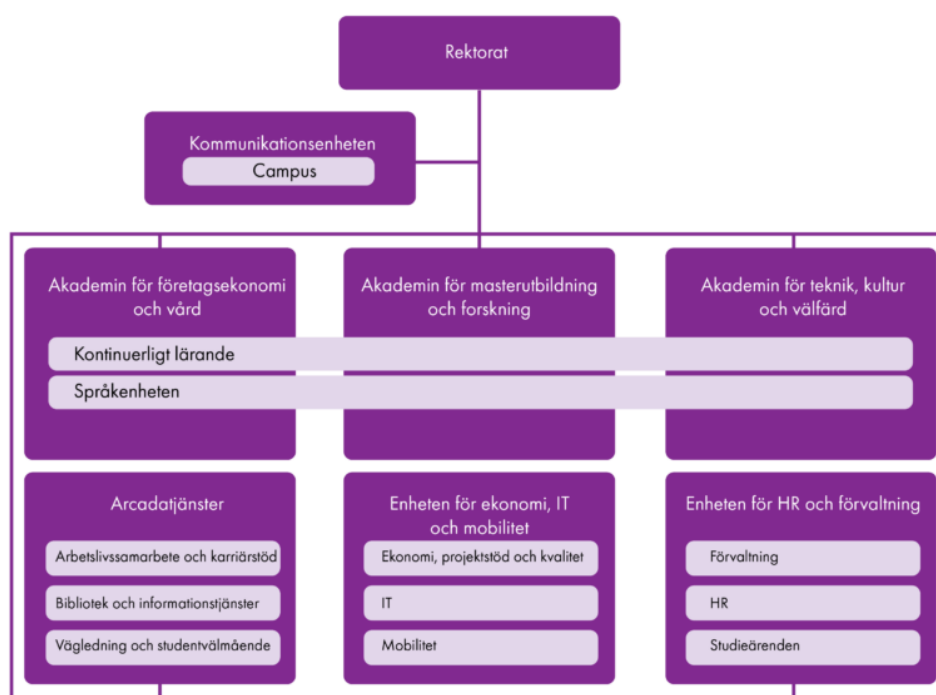 Rektorat
Kommunikationsenheten
Campus
Akademin för företagsekonomi
och vård
Akademin för masterutbildning
och forskning
Akademin för teknik, kultur
och välfärd
Kontinuerligt lärande
Språkenheten
Arcadatjänster
Arbetslivssamarbete och karriärstöd
Bibliotek och informationstjänster
Vägledning och studentvälmående
Enheten för ekonomi, IT
och mobilitet
Ekonomi, projektstöd och kvalitet
IT
Mobilitet
Enheten för HR och förvaltning
Förvaltning
HR
Studieärenden